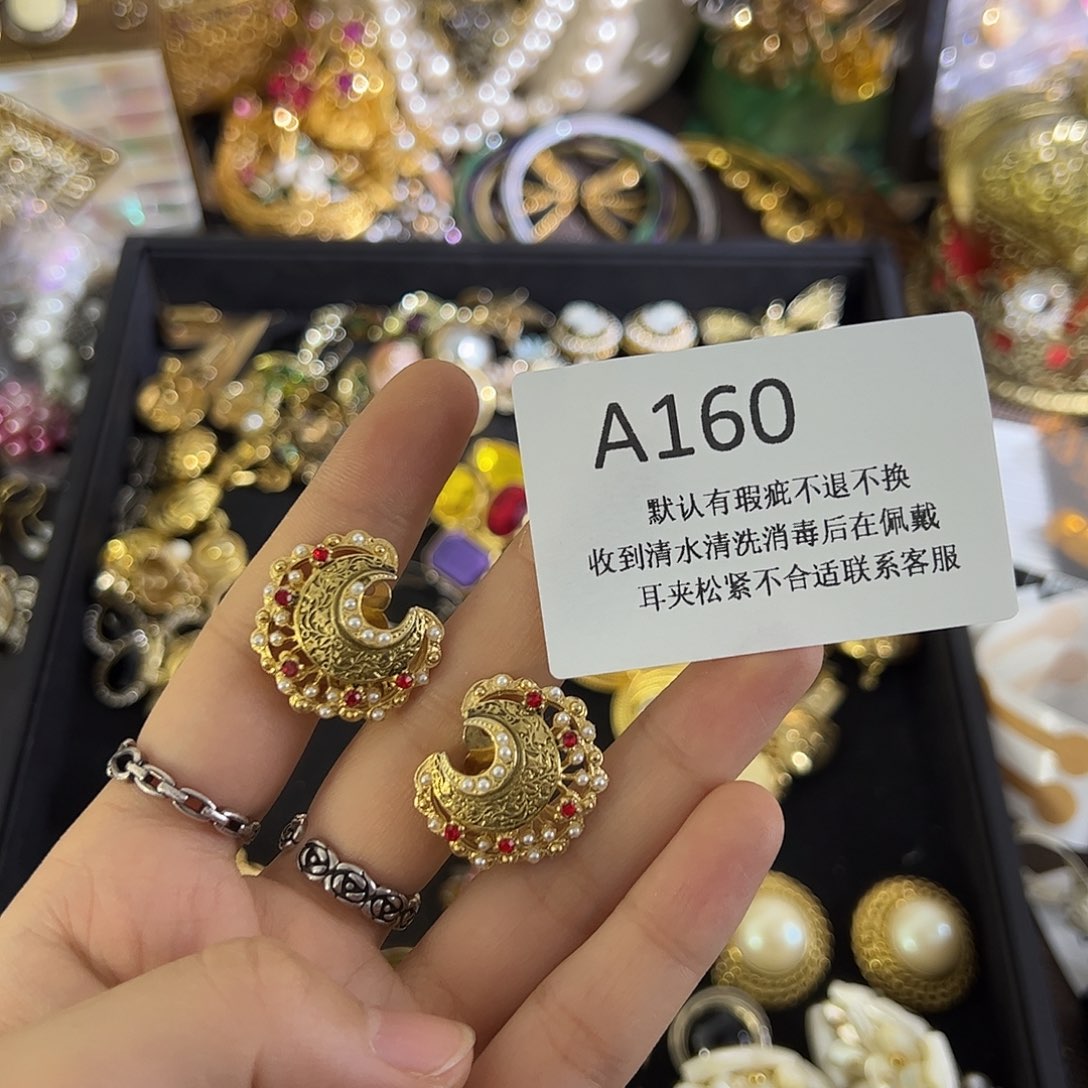 A160
默认有瑕疵不退不换
收到清水清洗消毒后在佩戴
耳夹松紧不合适联系客服